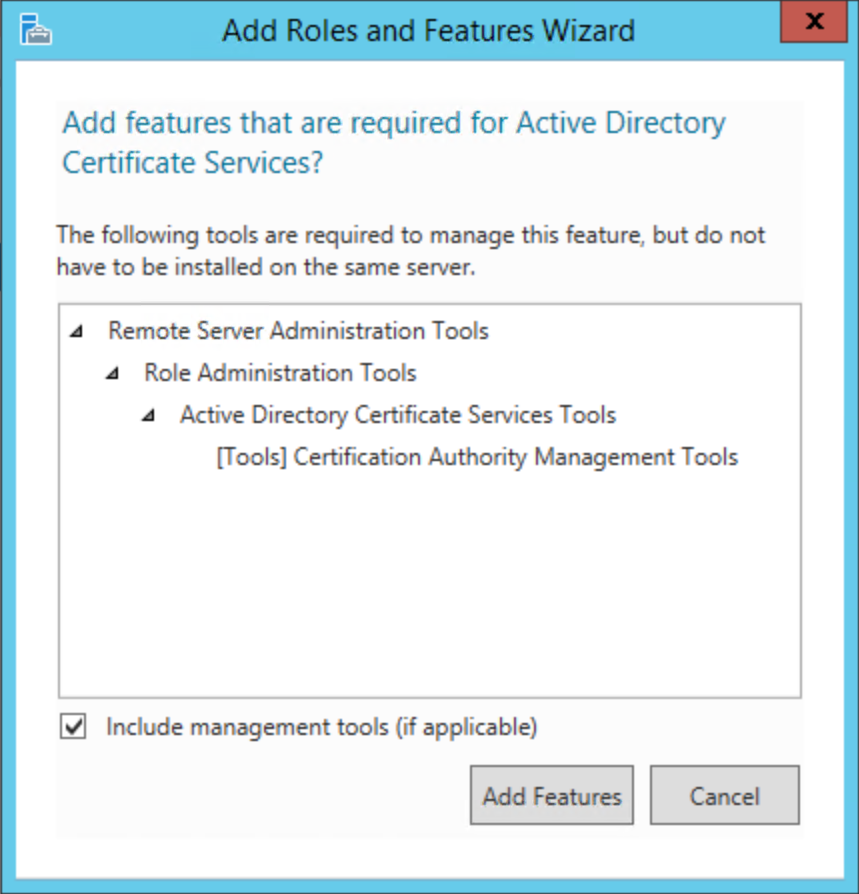 Add Roles and Features Wizard
x
Add features that are required for Active Directory
Certificate Services?
The following tools are required to manage this feature, but do not
have to be installed on the same server.
Remote Server Administration Tools
Role Administration Tools
Active Directory Certificate Services Tools
[Tools] Certification Authority Management Tools
Include management tools (if applicable)
Add Features
Cancel